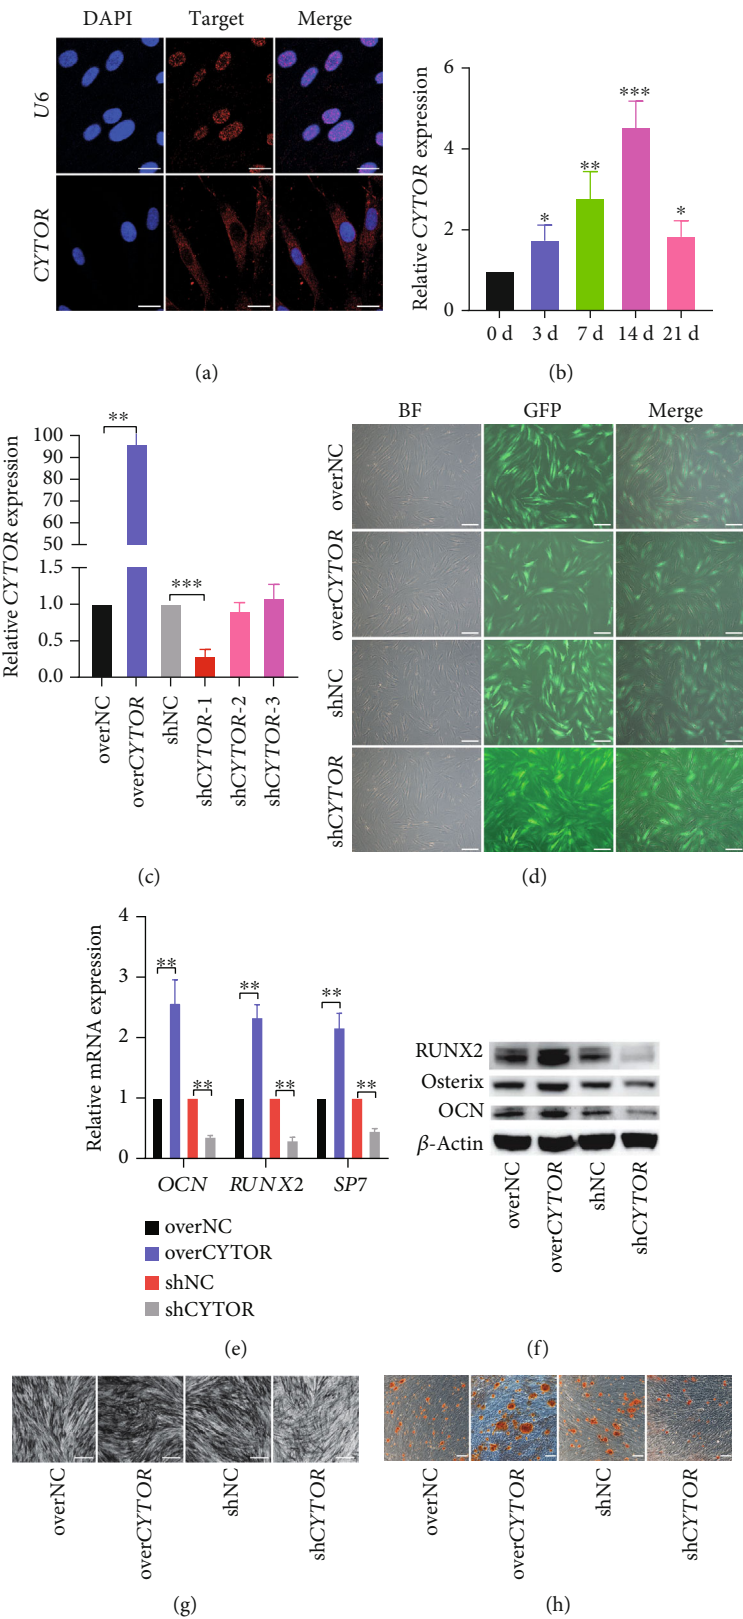 DAPI Target Merge
U6
CYTOR
(a)
Relative CYTOR expression
6
4
2
0
*
**
***
*
0 d 3 d 7 d 14 d 21 d
(b)
Relative CYTOR expression
100
90
80
70
60
50
1.5
1.0
0.5
0.0
**
***
overNC
overCYTOR
shNC
shCYTOR-1
shCYTOR-2
shCYTOR-3
(c)
BF GFP Merge
overNC
overCYTOR
shNC
shCYTOR
(d)
Relative mRNA expression
4
3
2
1
0
** ** **
** ** **
OCN RUNX2 SP7
overNC
overCYTOR
shNC
shCYTOR
(e)
RUNX2
Osterix
OCN
β-Actin
overNC
overCYTOR
shNC
shCYTOR
(f)
overNC
overCYTOR
shNC
shCYTOR
(g)
overNC
overCYTOR
shNC
shCYTOR
(h)